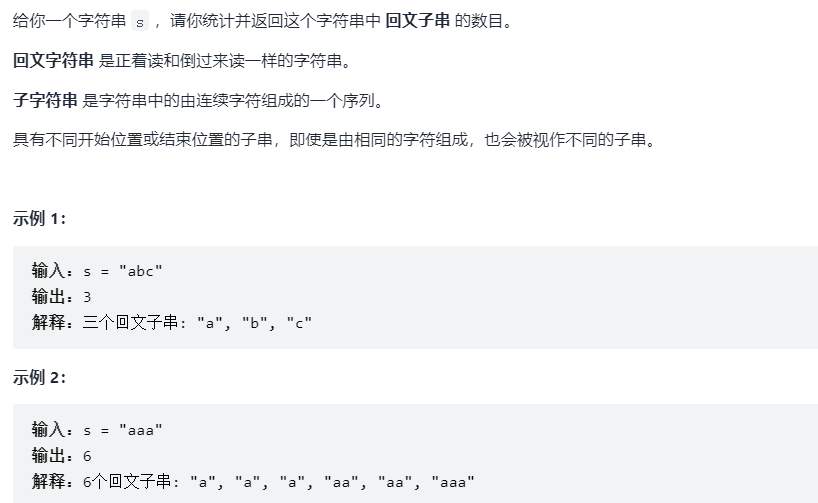 给你一个字符串 s ，请你统计并返回这个字符串中 回文子串 的数目。
回文字符串 是正着读和倒过来读一样的字符串。
子字符串 是字符串中的由连续字符组成的一个序列。
具有不同开始位置或结束位置的子串，即使是由相同的字符组成，也会被视作不同的子串。
示例 1：
输入：s = "abc"
输出：3
解释：三个回文子串: "a", "b", "c"
示例 2：
输入：s = "aaa"
输出：6
解释：6个回文子串: "a", "a", "a", "aa", "aa", "aaa"